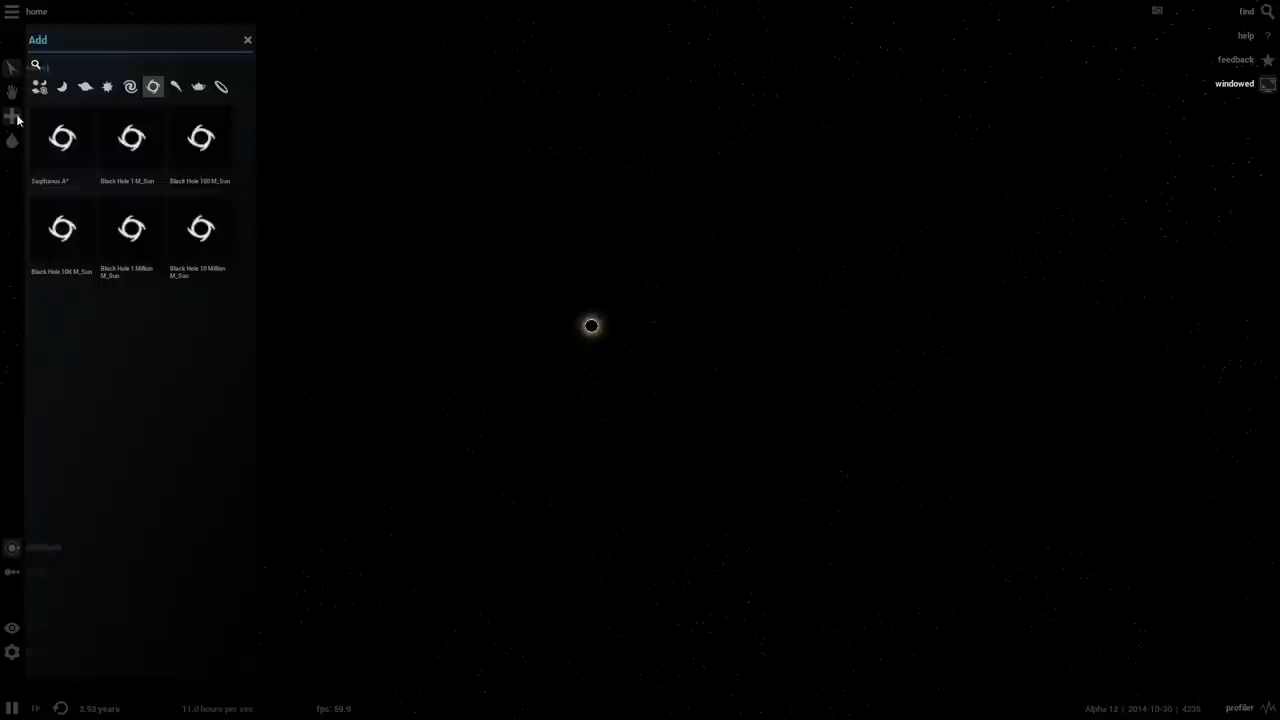 home
find
Add
help ?
feedback
windowed
Sagittarius A*
Black Hole 1 M_Sun
Black Hole 100 M_Sun
Black Hole 10K M_Sun
Black Hole 1 Million
M_Sun
Black Hole 10 Million
M_Sun
3.93 years
11.0 hours per sec
fps: 59.9
Alpha 12 | 2014-10-30 | 4235
profiler